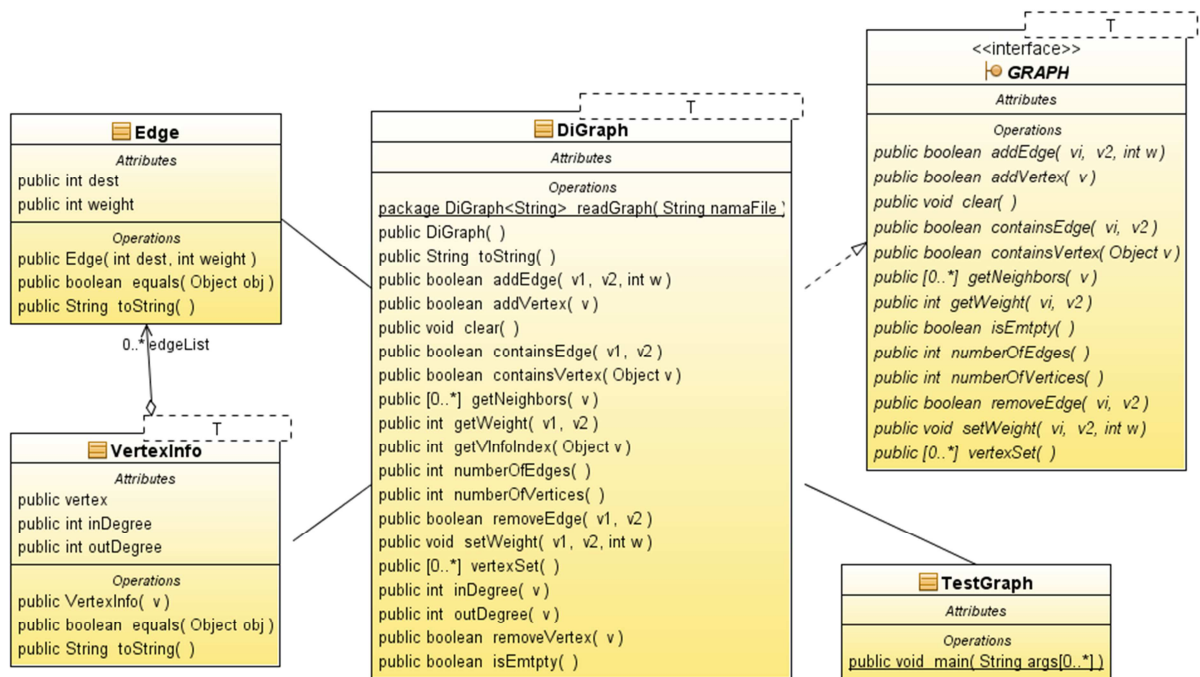 Edge
Attributes
public int dest
public int weight
Operations
public Edge( int dest, int weight )
public boolean equals( Object obj )
public String toString( )
0..* edgeList
T
VertexInfo
Attributes
public vertex
public int inDegree
public int outDegree
Operations
public VertexInfo( v )
public boolean equals( Object obj )
public String toString( )
T
DiGraph
Attributes
Operations
package DiGraph<String> readGraph( String namaFile )
public DiGraph( )
public String toString( )
public boolean addEdge( v1, v2, int w )
public boolean addVertex( v )
public void clear( )
public boolean containsEdge( v1, v2 )
public boolean containsVertex( Object v )
public [0..*] getNeighbors( v )
public int getWeight( v1, v2 )
public int getVInfoIndex( Object v )
public int numberOfEdges( )
public int numberOfVertices( )
public boolean removeEdge( v1, v2 )
public void setWeight( v1, v2, int w )
public [0..*] vertexSet( )
public int inDegree( v )
public int outDegree( v )
public boolean removeVertex( v )
public boolean isEmtpty( )
T
<<interface>>
GRAPH
Attributes
Operations
public boolean addEdge( vi, v2, int w )
public boolean addVertex( v )
public void clear( )
public boolean containsEdge( vi, v2 )
public boolean containsVertex( Object v )
public [0..*] getNeighbors( v )
public int getWeight( vi, v2 )
public boolean isEmtpty( )
public int numberOfEdges( )
public int numberOfVertices( )
public boolean removeEdge( vi, v2 )
public void setWeight( vi, v2, int w )
public [0..*] vertexSet( )
TestGraph
Attributes
Operations
public void main( String args[0..*] )